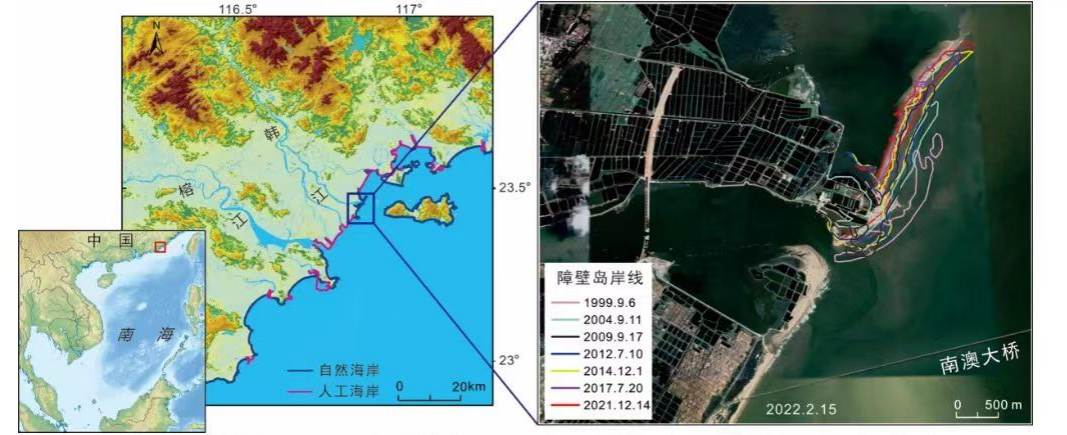 116.5°
117°
N
韩
江
榕
江
23.5°
23°
自然海岸
人工海岸
0 20km
中国
南海
障壁岛岸线
1999.9.6
2004.9.11
2009.9.17
2012.7.10
2014.12.1
2017.7.20
2021.12.14
南澳大桥
2022.2.15
0 500 m